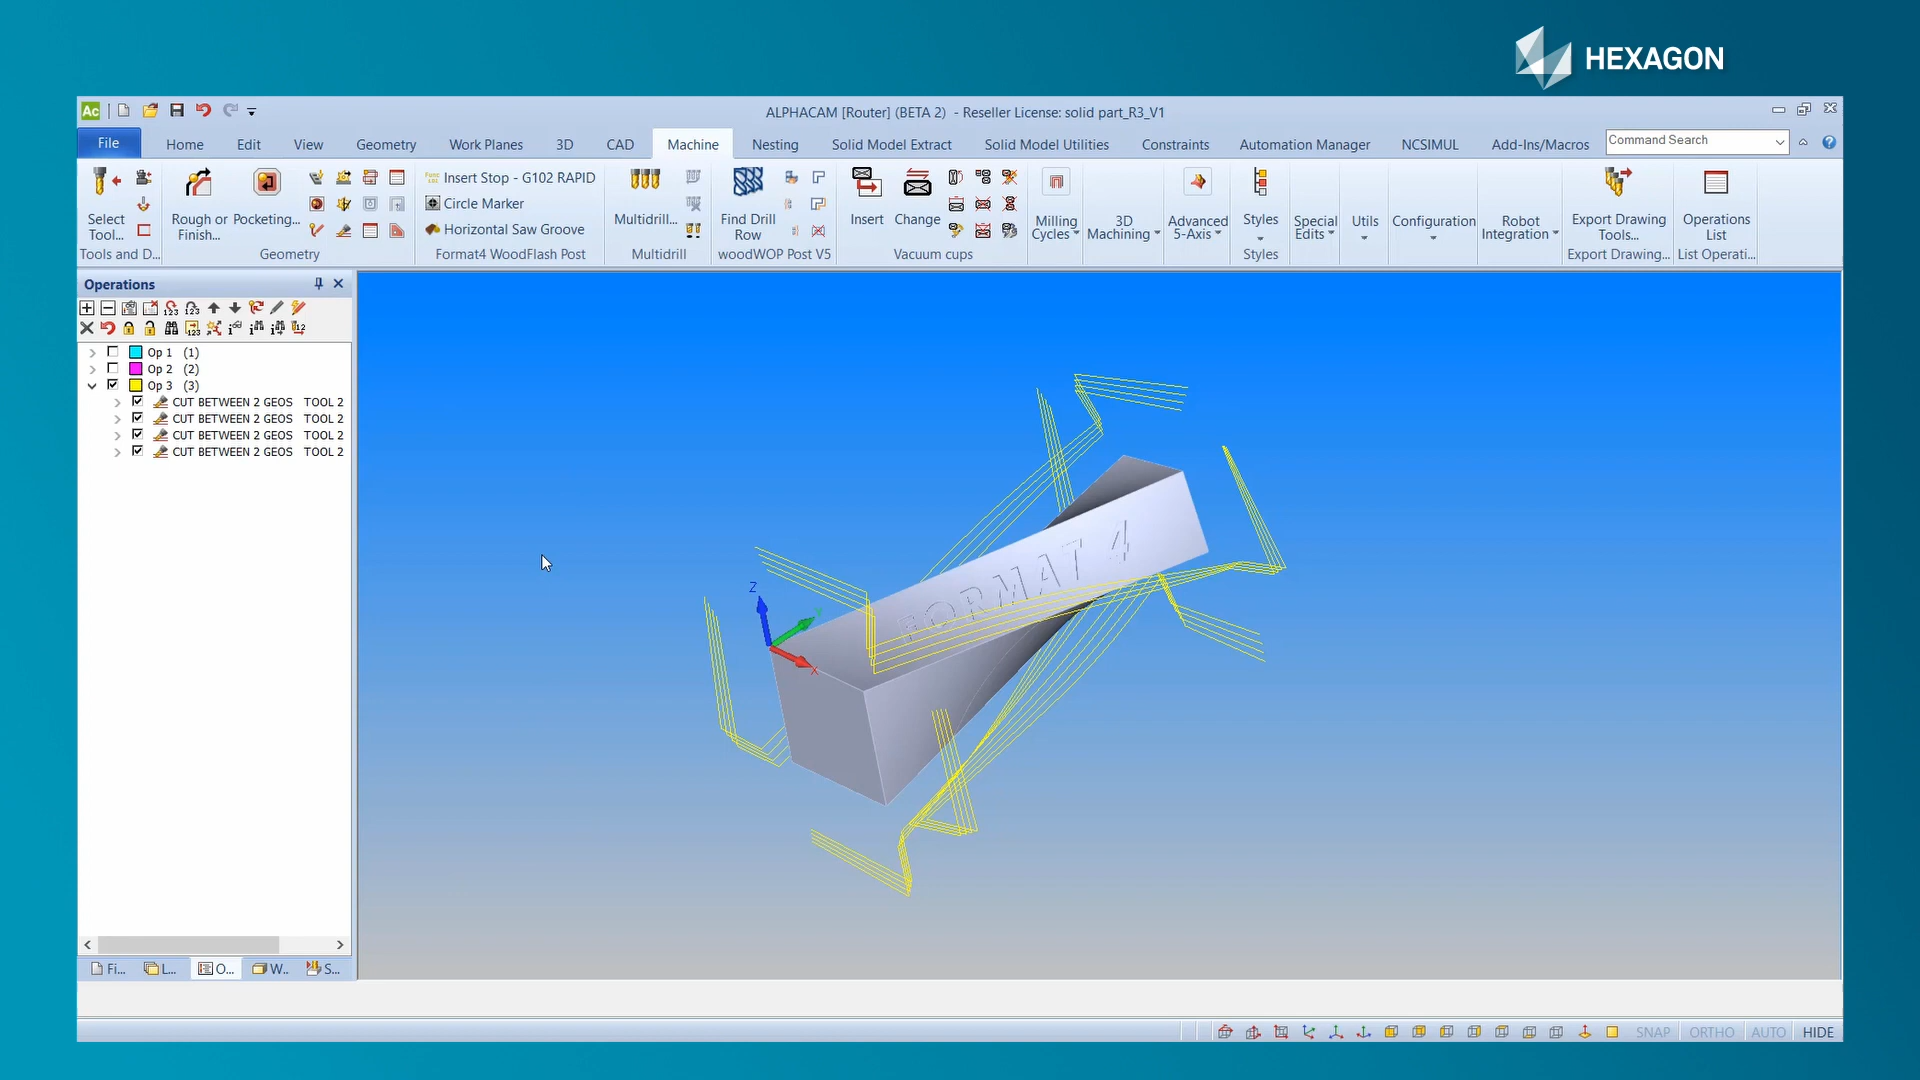 HEXAGON
Ac
ALPHACAM [Router] (BETA 2) - Reseller License: solid part_R3_V1
File Home Edit View Geometry Work Planes 3D CAD Machine Nesting Solid Model Extract Solid Model Utilities Constraints Automation Manager NCSIMUL Add-Ins/Macros Command Search
Select Tool...
Tools and D...
Rough or Finish...
Pocketing...
Geometry
Insert Stop - G102 RAPID
Circle Marker
Horizontal Saw Groove
Format4 WoodFlash Post
Multidrill...
Multidrill
Find Drill Row
woodWOP Post V5
Insert
Change
Vacuum cups
Milling Cycles
3D Machining
Advanced 5-Axis
Styles
Styles
Special Edits
Utils
Configuration
Robot Integration
Export Drawing Tools...
Export Drawing...
Operations List
List Operati...
Operations
Op 1 (1)
Op 2 (2)
Op 3 (3)
CUT BETWEEN 2 GEOS TOOL 2
CUT BETWEEN 2 GEOS TOOL 2
CUT BETWEEN 2 GEOS TOOL 2
CUT BETWEEN 2 GEOS TOOL 2
FORMAT 4
Z
Y
X
Fi... L... O... W.. S...
SNAP ORTHO AUTO HIDE